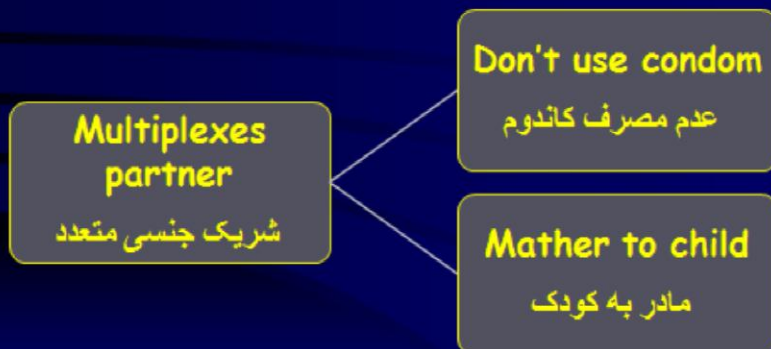 Multiplexes
partner
شریک جنسی متعدد
Don't use condom
عدم مصرف کاندوم
Mather to child
مادر به کودک